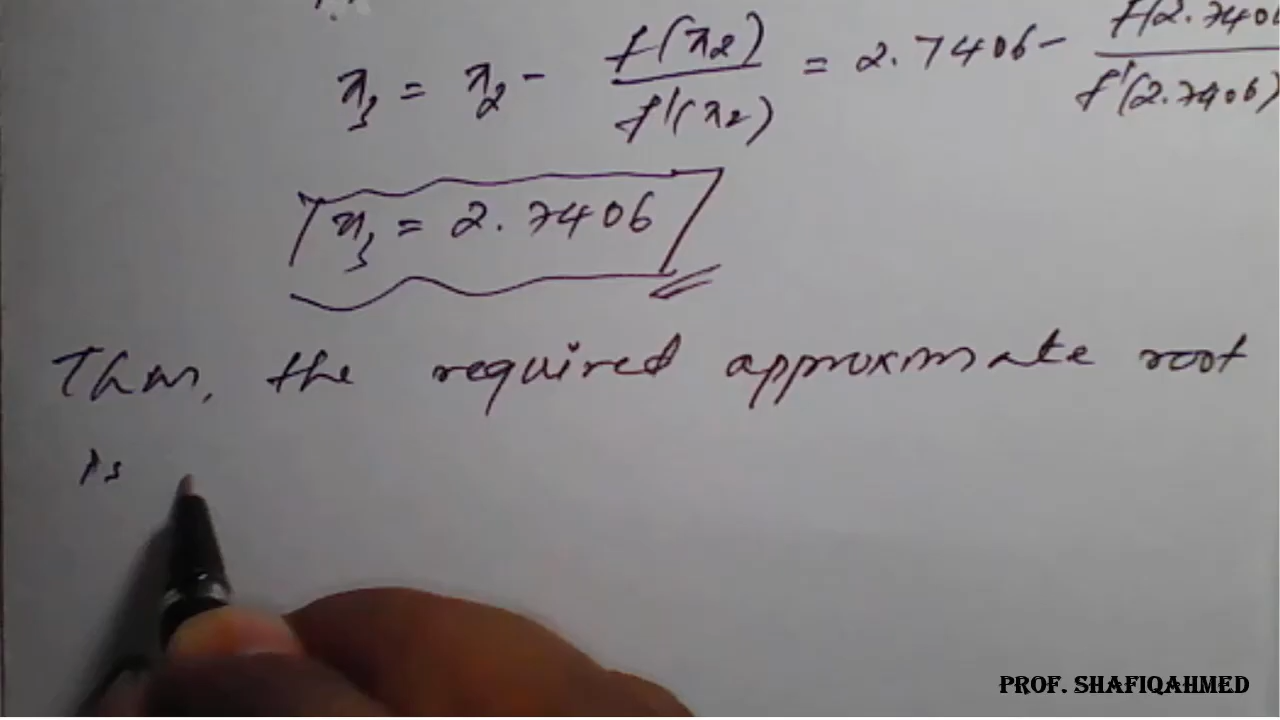 x₃ = x₂ - f(x₂)/f'(x₂) = 2.7406 - f(2.7406/f'(2.7406)
x₃ = 2.7406
Thus, the required approximate root
is
PROF. SHAFIQAHMED